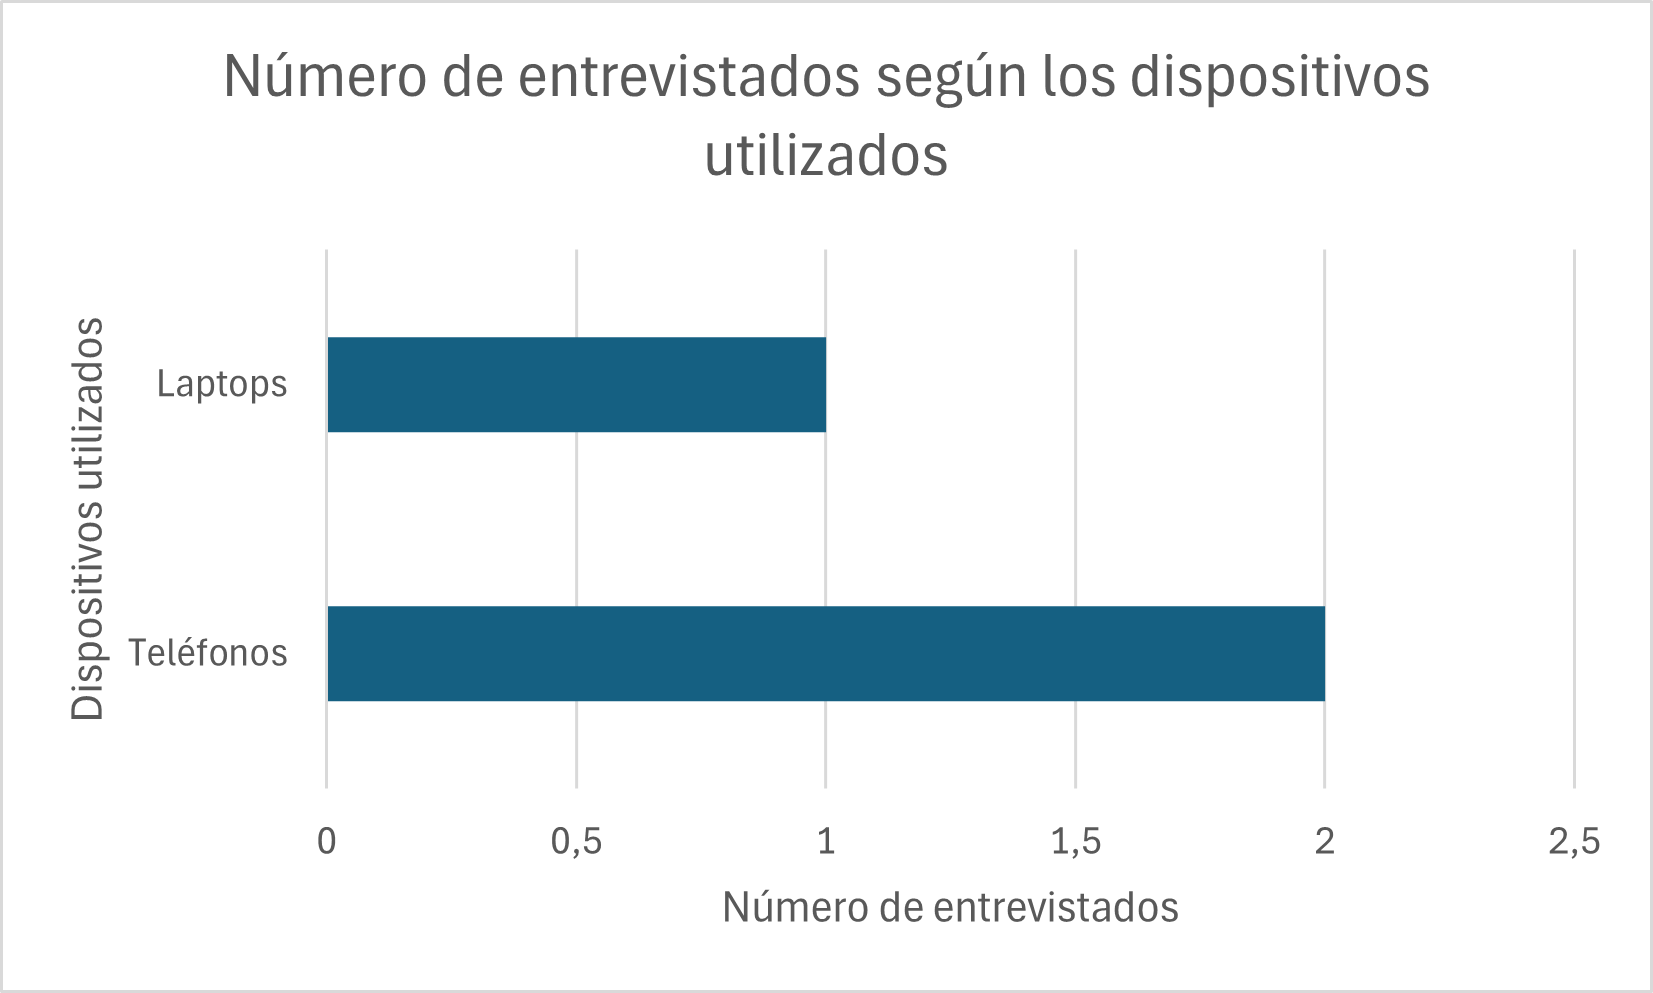 Número de entrevistados según los dispositivos
utilizados
Dispositivos utilizados
Laptops
Teléfonos
0 0,5 1 1,5 2 2,5
Número de entrevistados